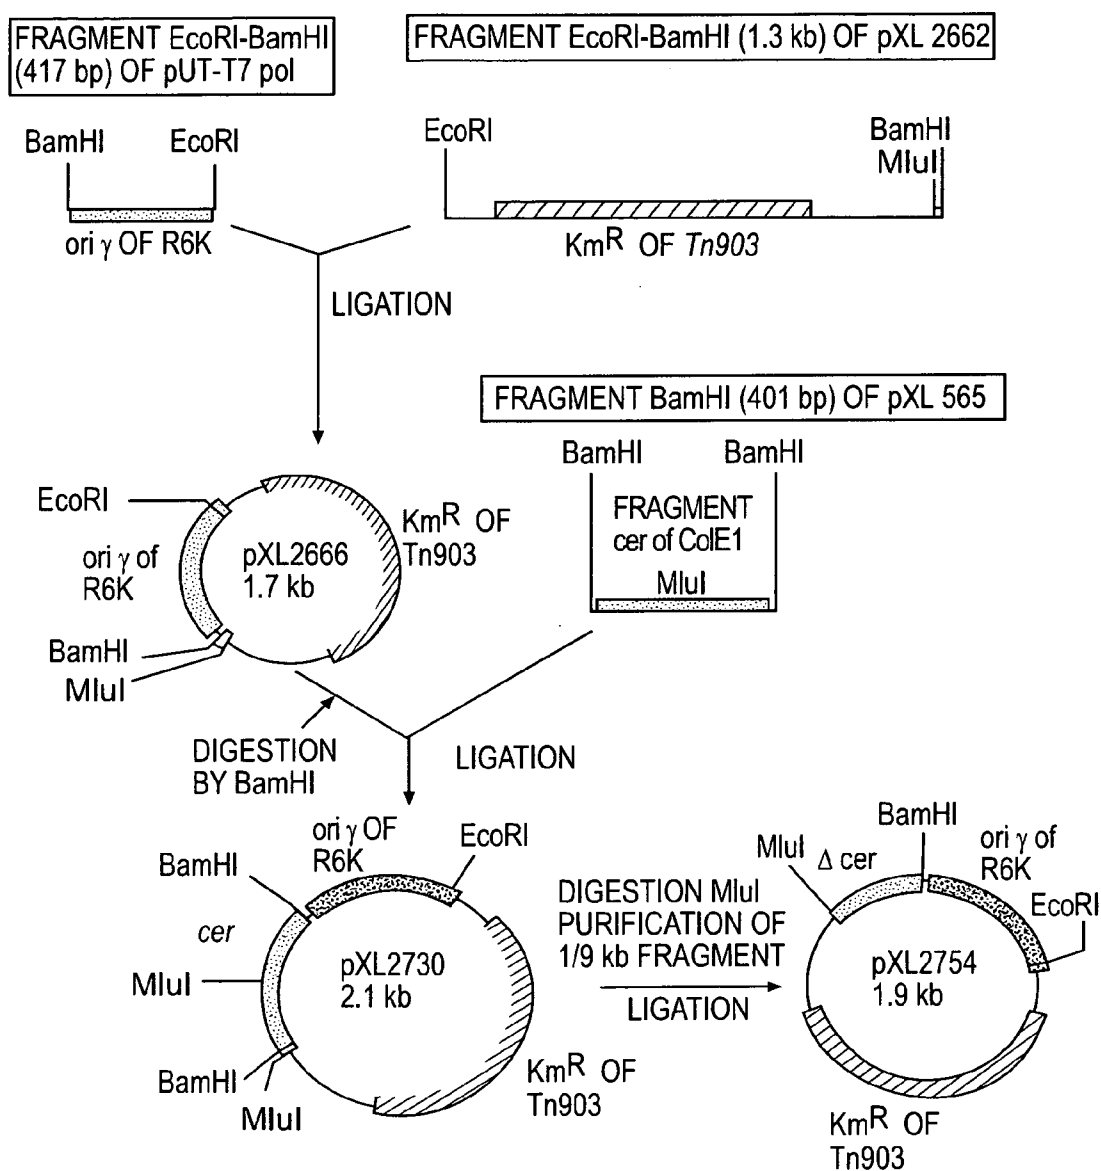 FRAGMENT EcoRI-BamHI
(417 bp) OF pUT-T7 pol
FRAGMENT EcoRI-BamHI (1.3 kb) OF pXL 2662
BamHI
EcoRI
ori γ OF R6K
EcoRI
BamHI
MluI
KmR OF Tn903
LIGATION
FRAGMENT BamHI (401 bp) OF pXL 565
BamHI
BamHI
FRAGMENT
cer of ColE1
MluI
EcoRI
ori γ of
R6K
BamHI
MluI
pXL2666
1.7 kb
KmR OF
Tn903
DIGESTION
BY BamHI
LIGATION
ori γ OF
R6K
EcoRI
BamHI
cer
MluI
BamHI
MluI
pXL2730
2.1 kb
KmR OF
Tn903
DIGESTION MluI
PURIFICATION OF
1/9 kb FRAGMENT
LIGATION
BamHI
MluI
Δ cer
ori γ of
R6K
EcoRI
pXL2754
1.9 kb
KmR OF
Tn903